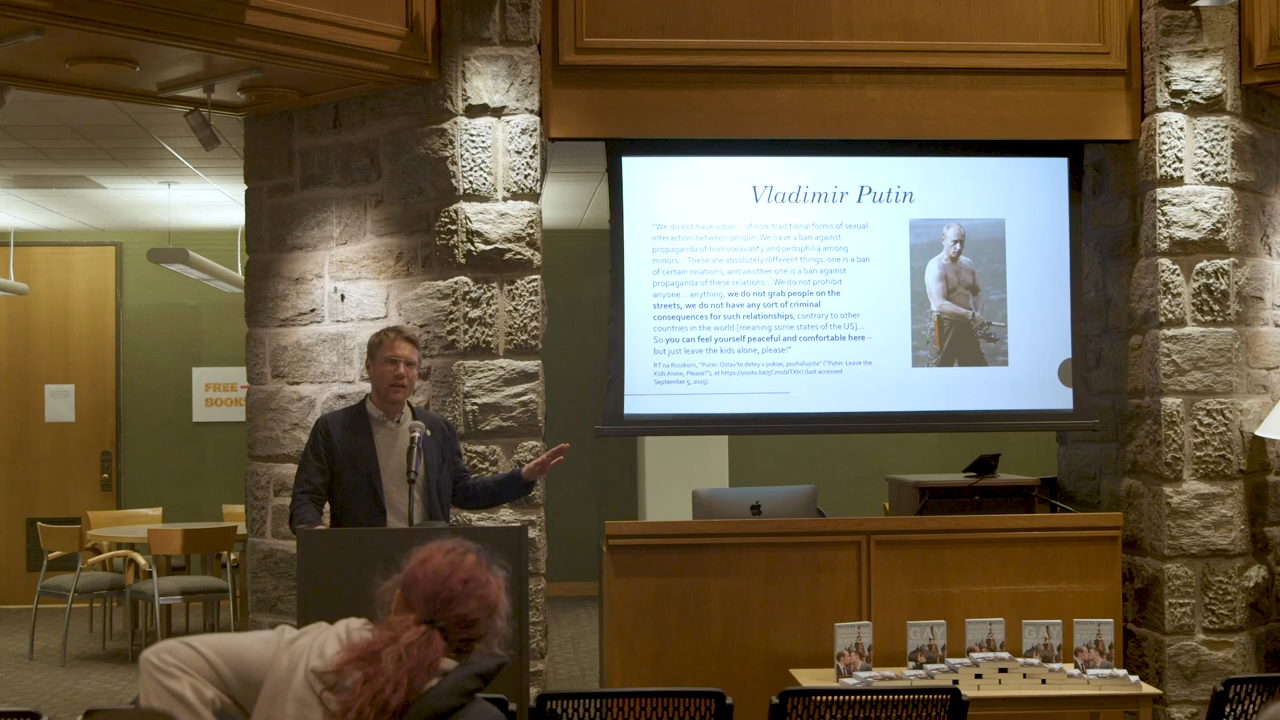 Vladimir Putin
"We do not have a ban... of non-traditional forms of sexual
interaction between people. We have a ban against
propaganda of homosexuality and pedophilia among
minors... These are absolutely different things: one is a ban
of certain relations, and another one is a ban against
propaganda of these relations... We do not prohibit
anyone... anything, we do not grab people on the
streets, we do not have any sort of criminal
consequences for such relationships, contrary to other
countries in the world [meaning some states of the US]...
So you can feel yourself peaceful and comfortable here –
but just leave the kids alone, please!"
RT na Russkom, "Putin: Ostav'te detey v pokoe, pozhaluysta" ("Putin: Leave the
Kids Alone, Please!"), at
September 5, 2015).
FREE
BOOKS
GAY
GAY